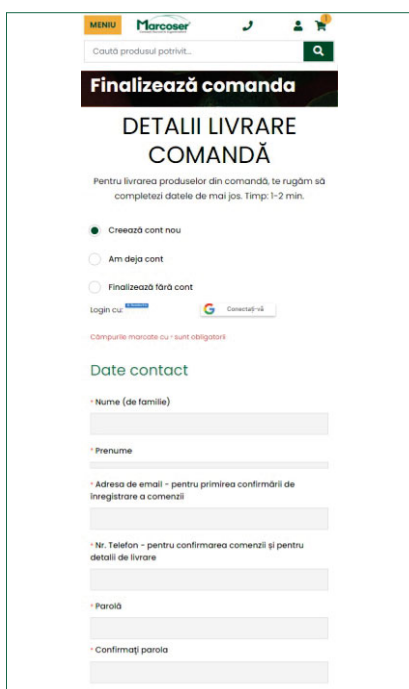 MENIU
Marcoser
1
Caută produsul potrivit...
Finalizează comanda
DETALII LIVRARE
COMANDĂ
Pentru livrarea produselor din comandă, te rugăm să
completezi datele de mai jos. Timp: 1-2 min.
Creează cont nou
Am deja cont
Finalizează fără cont
Login cu:
G Conectați-vă
Câmpurile marcate cu * sunt obligatorii
Date contact
* Nume (de familie)
* Prenume
* Adresa de email - pentru primirea confirmării de
înregistrare a comenzii
* Nr. Telefon - pentru confirmarea comenzii și pentru
detalii de livrare
* Parolă
* Confirmați parola